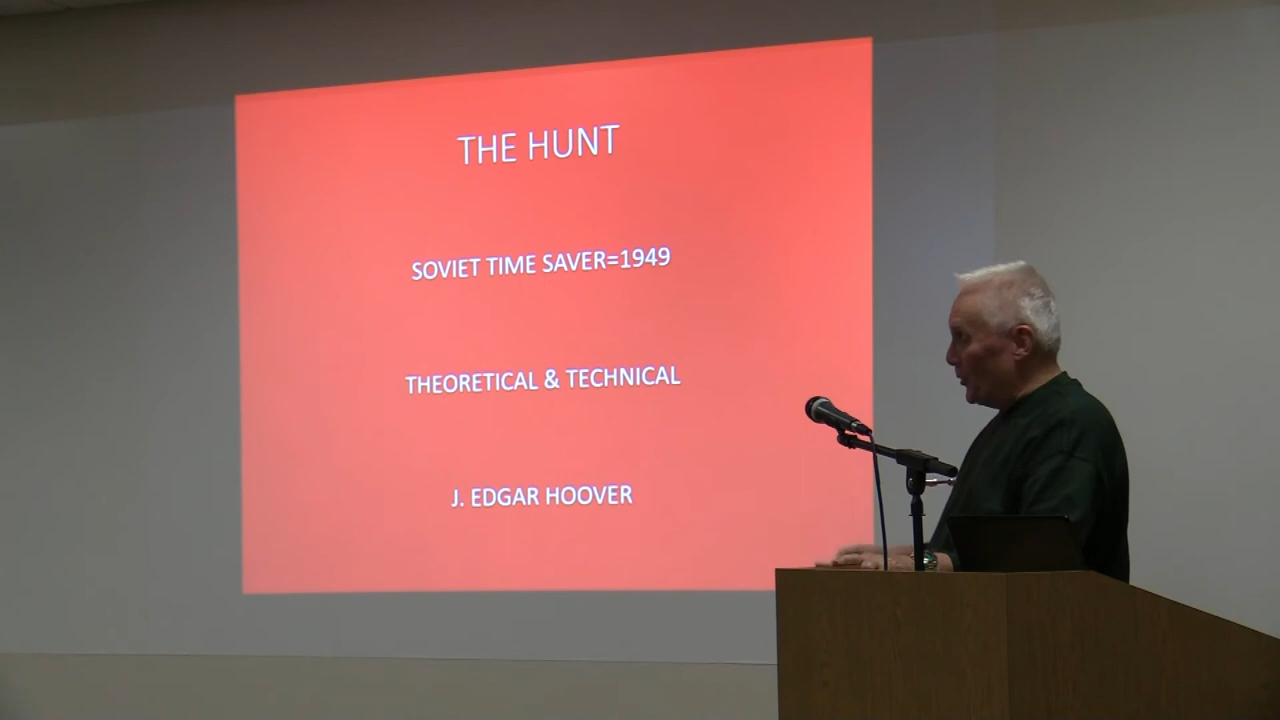 THE HUNT
SOVIET TIME SAVER=1949
THEORETICAL & TECHNICAL
J. EDGAR HOOVER